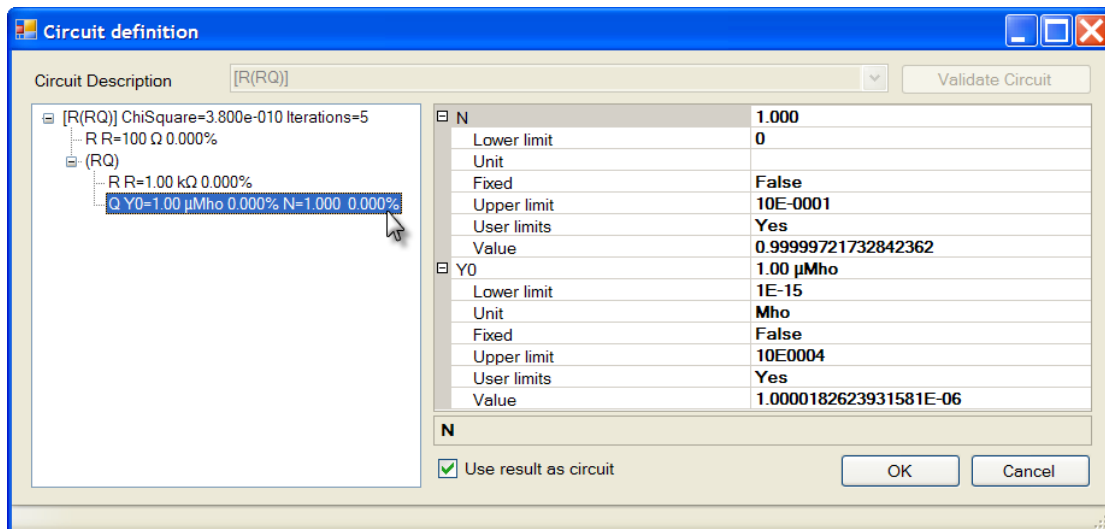 Circuit definition
Circuit Description [R(RQ)] Validate Circuit
[R(RQ)] ChiSquare=3.800e-010 Iterations=5
R R=100 Ω 0.000%
(RQ)
R R=1.00 kΩ 0.000%
Q Y0=1.00 µMho 0.000% N=1.000 0.000%
N 1.000
Lower limit 0
Unit
Fixed False
Upper limit 10E-0001
User limits Yes
Value 0.99999721732842362
Y0 1.00 µMho
Lower limit 1E-15
Unit Mho
Fixed False
Upper limit 10E0004
User limits Yes
Value 1.0000182623931581E-06
N
Use result as circuit
OK Cancel